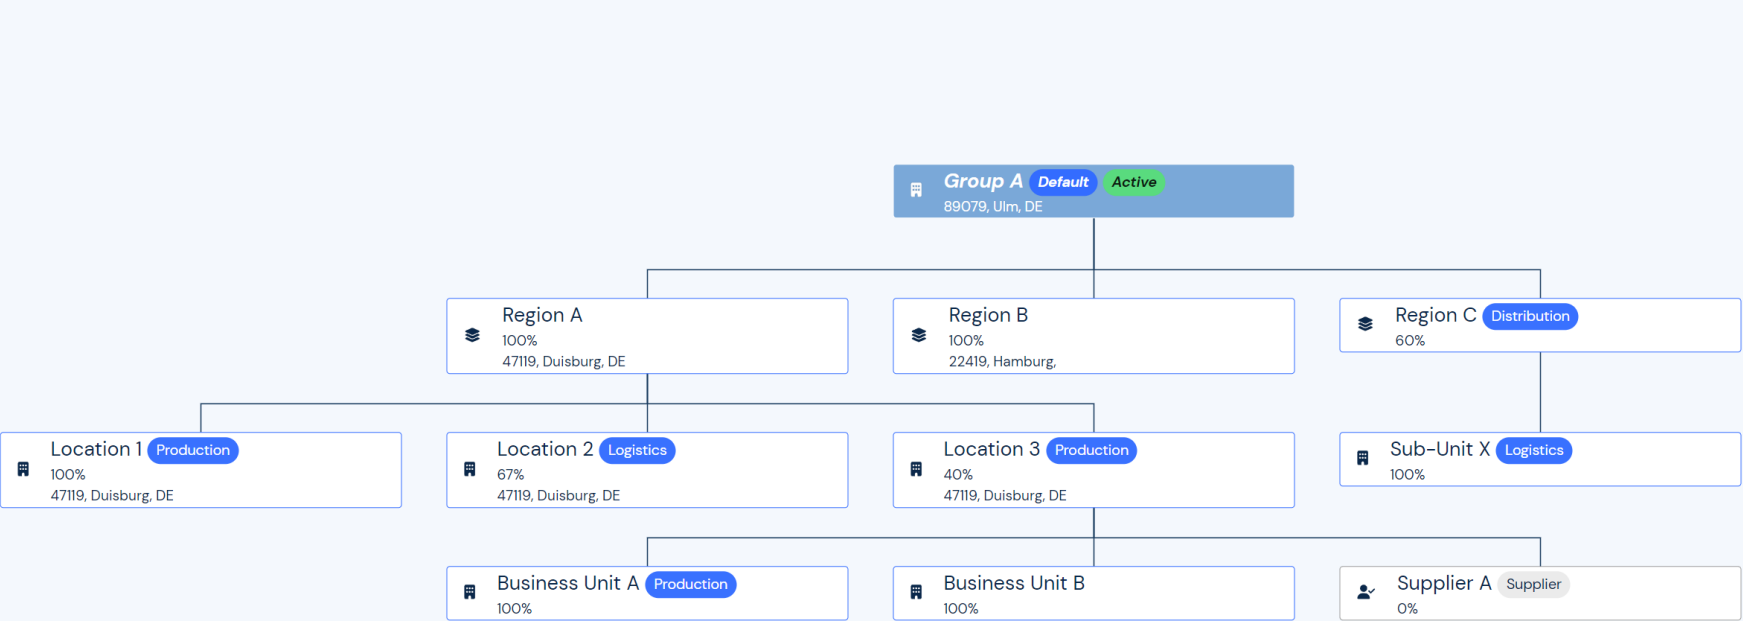 Group A Default Active
89079, Ulm, DE
Region A
100%
47119, Duisburg, DE
Region B
100%
22419, Hamburg,
Region C Distribution
60%
Location 1 Production
100%
47119, Duisburg, DE
Location 2 Logistics
67%
47119, Duisburg, DE
Location 3 Production
40%
47119, Duisburg, DE
Sub-Unit X Logistics
100%
Business Unit A Production
100%
Business Unit B
100%
Supplier A Supplier
0%